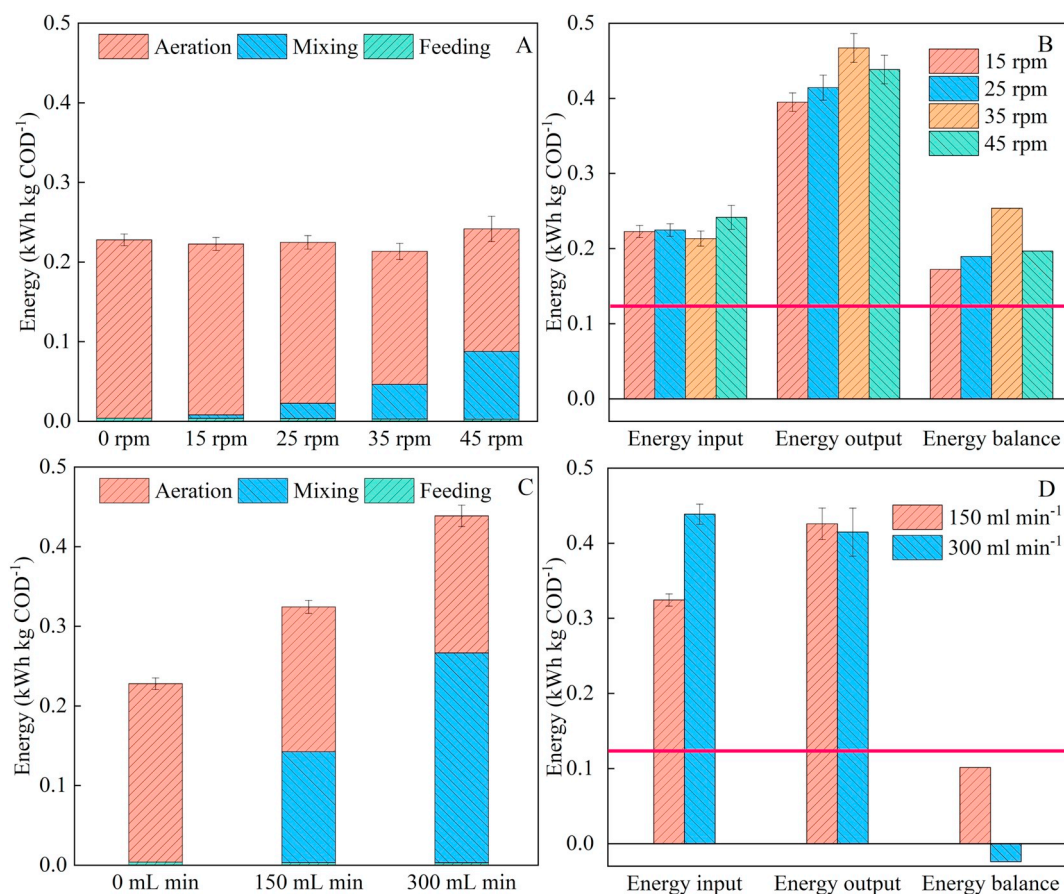 Aeration Mixing Feeding A
Energy (kWh kg COD⁻¹)
0.5
0.4
0.3
0.2
0.1
0.0
0 rpm 15 rpm 25 rpm 35 rpm 45 rpm
B
15 rpm
25 rpm
35 rpm
45 rpm
Energy (kWh kg COD⁻¹)
0.5
0.4
0.3
0.2
0.1
0.0
Energy input Energy output Energy balance
Aeration Mixing Feeding C
Energy (kWh kg COD⁻¹)
0.5
0.4
0.3
0.2
0.1
0.0
0 mL min 150 mL min 300 mL min
D
150 ml min⁻¹
300 ml min⁻¹
Energy (kWh kg COD⁻¹)
0.5
0.4
0.3
0.2
0.1
0.0
Energy input Energy output Energy balance